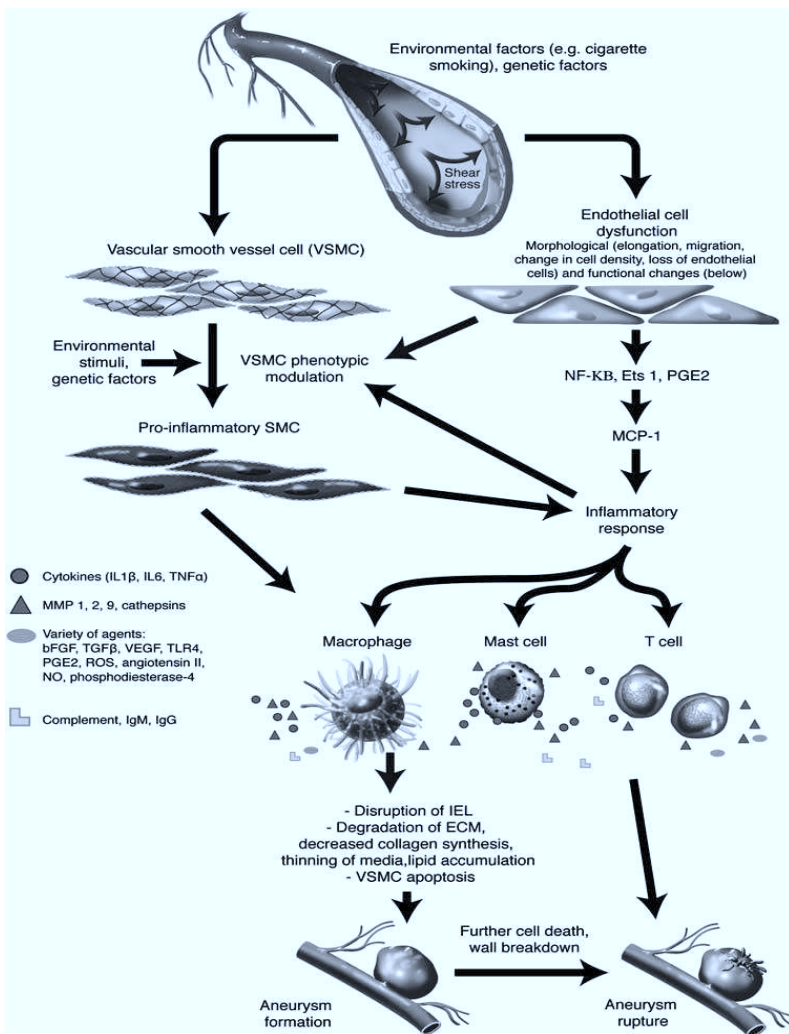 Environmental factors (e.g. cigarette
smoking), genetic factors
Shear
stress
Endothelial cell
dysfunction
Morphological (elongation, migration,
change in cell density, loss of endothelial
cells) and functional changes (below)
Vascular smooth vessel cell (VSMC)
Environmental
stimuli,
genetic factors
VSMC phenotypic
modulation
NF-KB, Ets 1, PGE2
MCP-1
Pro-inflammatory SMC
Inflammatory
response
Cytokines (IL1β, IL6, TNFα)
MMP 1, 2, 9, cathepsins
Variety of agents:
bFGF, TGFβ, VEGF, TLR4,
PGE2, ROS, angiotensin II,
NO, phosphodiesterase-4
Complement, IgM, IgG
Macrophage
Mast cell
T cell
- Disruption of IEL
- Degradation of ECM,
decreased collagen synthesis,
thinning of media,lipid accumulation
- VSMC apoptosis
Further cell death,
wall breakdown
Aneurysm
formation
Aneurysm
rupture